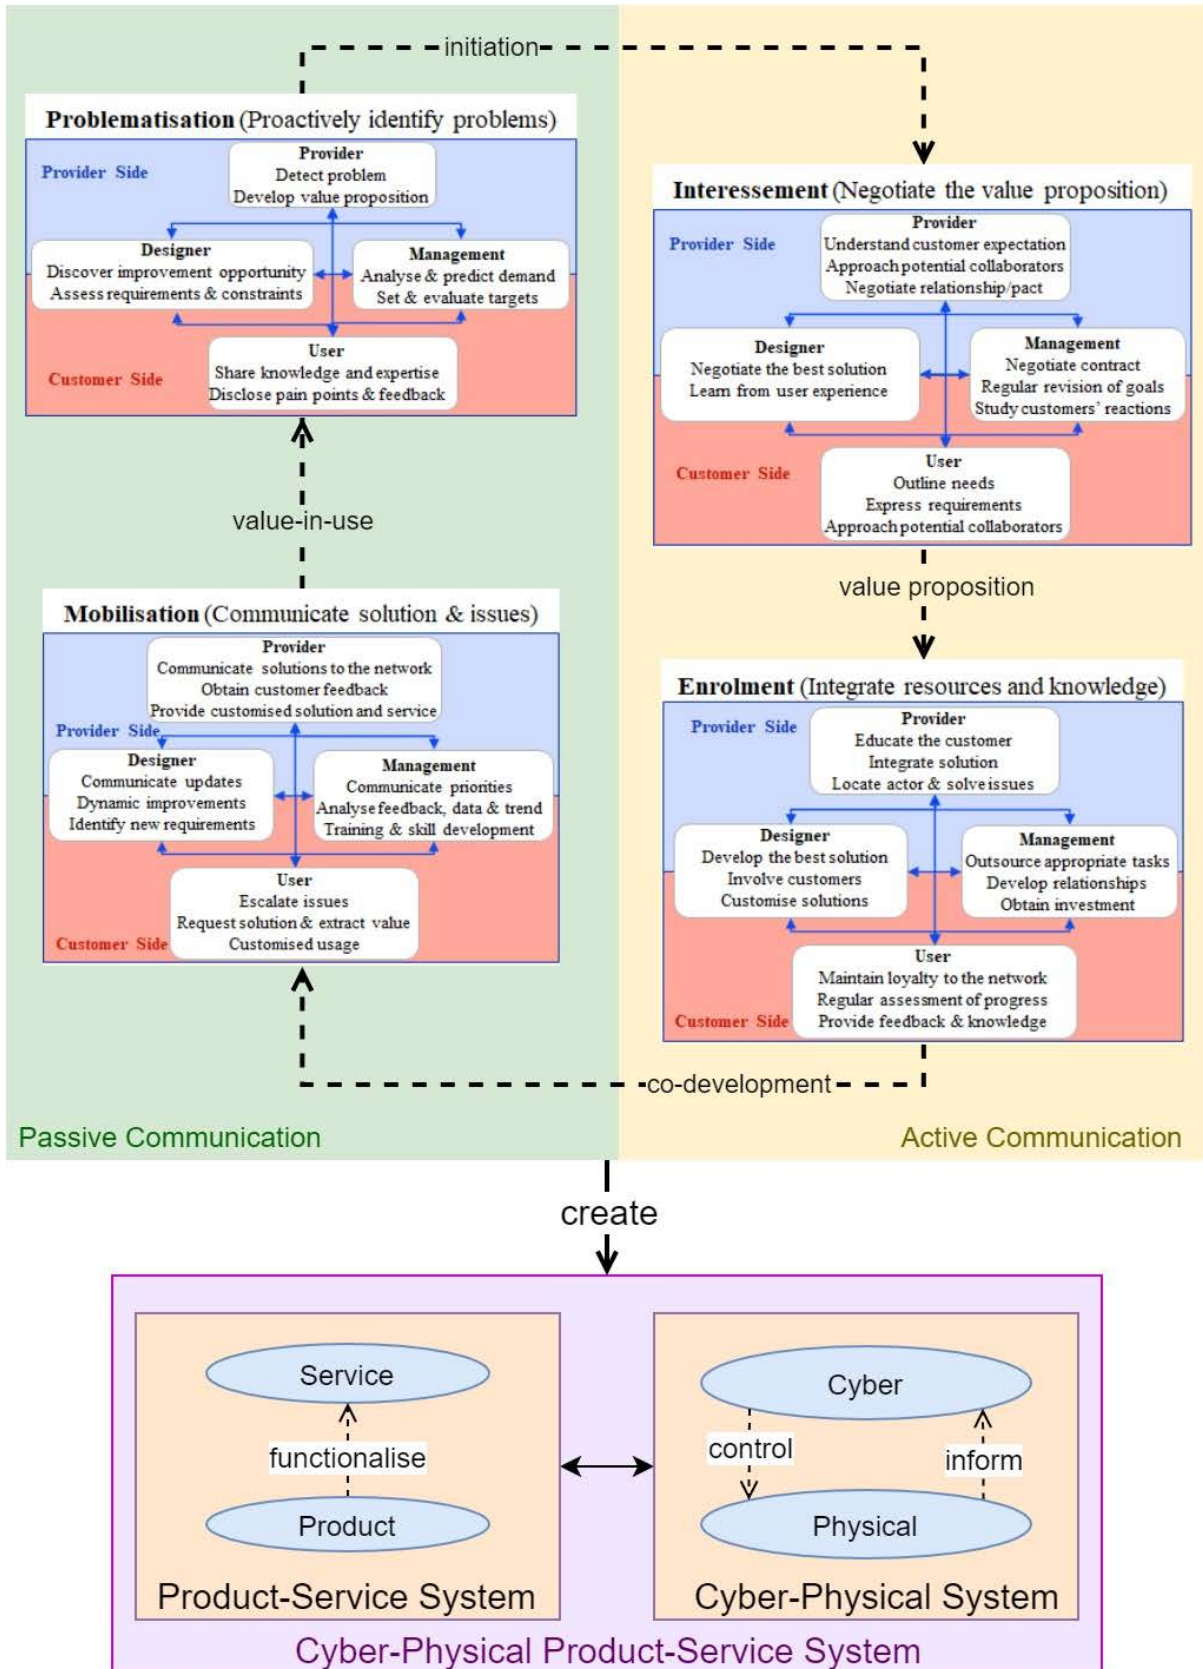 initiation
Problematisation (Proactively identify problems)
Provider Side
Provider
Detect problem
Develop value proposition
Designer
Discover improvement opportunity
Assess requirements & constraints
Management
Analyse & predict demand
Set & evaluate targets
User
Share knowledge and expertise
Disclose pain points & feedback
Customer Side
Interessement (Negotiate the value proposition)
Provider Side
Provider
Understand customer expectation
Approach potential collaborators
Negotiate relationship/pact
Designer
Negotiate the best solution
Learn from user experience
Management
Negotiate contract
Regular revision of goals
Study customers' reactions
Customer Side
User
Outline needs
Express requirements
Approach potential collaborators
value-in-use
value proposition
Mobilisation (Communicate solution & issues)
Provider
Communicate solutions to the network
Obtain customer feedback
Provide customised solution and service
Provider Side
Designer
Communicate updates
Dynamic improvements
Identify new requirements
Management
Communicate priorities
Analyse feedback, data & trend
Training & skill development
User
Escalate issues
Request solution & extract value
Customised usage
Customer Side
Enrolment (Integrate resources and knowledge)
Provider Side
Provider
Educate the customer
Integrate solution
Locate actor & solve issues
Designer
Develop the best solution
Involve customers
Customise solutions
Management
Outsource appropriate tasks
Develop relationships
Obtain investment
User
Maintain loyalty to the network
Regular assessment of progress
Provide feedback & knowledge
Customer Side
co-development
Passive Communication
Active Communication
create
Service
functionalise
Product
Product-Service System
Cyber
control
inform
Physical
Cyber-Physical System
Cyber-Physical Product-Service System